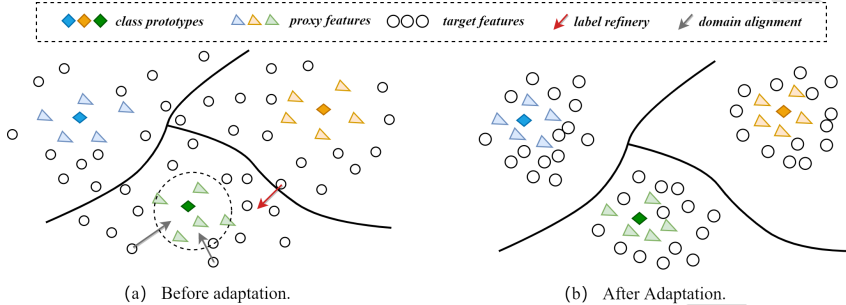 class prototypes proxy features target features label refinery domain alignment
(a) Before adaptation. (b) After Adaptation.